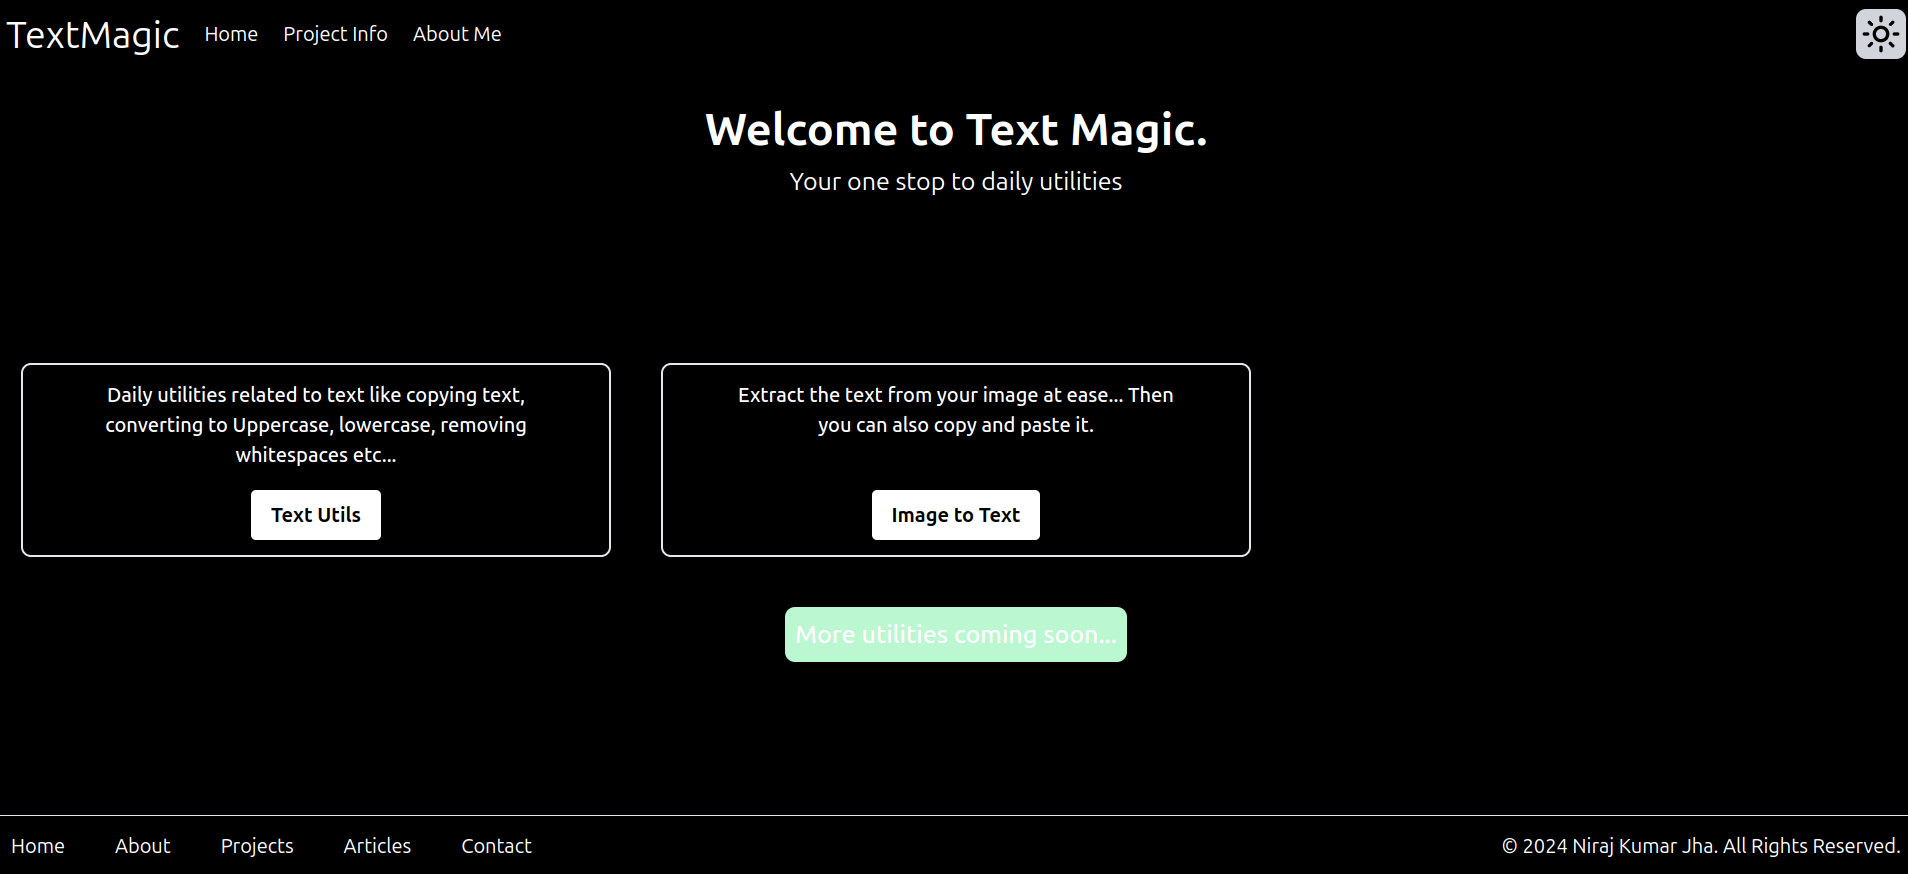 TextMagic Home Project Info About Me
Welcome to Text Magic.
Your one stop to daily utilities
Daily utilities related to text like copying text,
converting to Uppercase, lowercase, removing
whitespaces etc...
Text Utils
Extract the text from your image at ease... Then
you can also copy and paste it.
Image to Text
More utilities coming soon...
Home About Projects Articles Contact © 2024 Niraj Kumar Jha. All Rights Reserved.